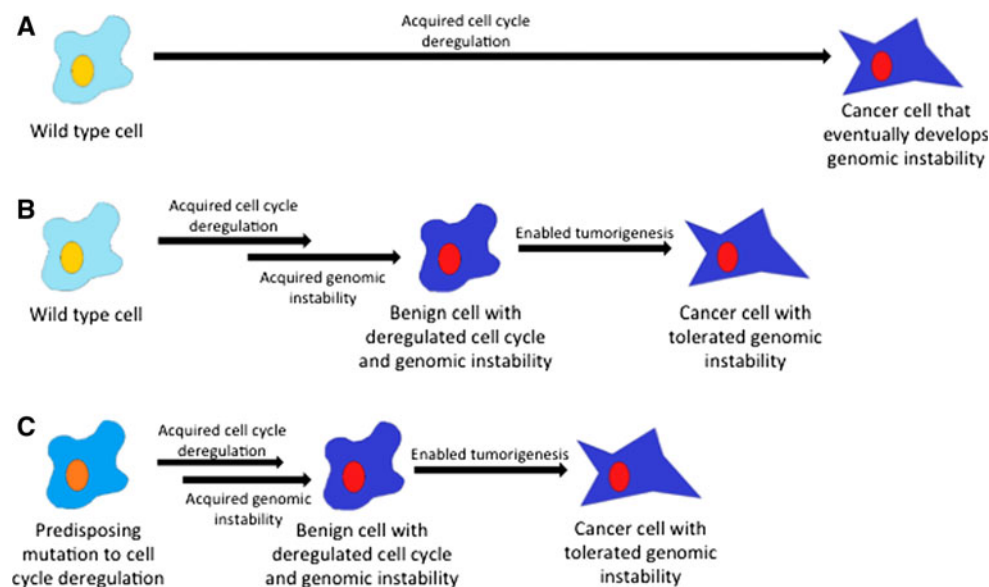 A
Acquired cell cycle
deregulation
Wild type cell
Cancer cell that
eventually develops
genomic instability
B
Acquired cell cycle
deregulation
Acquired genomic
instability
Enabled tumorigenesis
Wild type cell
Benign cell with
deregulated cell cycle
and genomic instability
Cancer cell with
tolerated genomic
instability
C
Acquired cell cycle
deregulation
Acquired genomic
instability
Enabled tumorigenesis
Predisposing
mutation to cell
cycle deregulation
Benign cell with
deregulated cell cycle
and genomic instability
Cancer cell with
tolerated genomic
instability